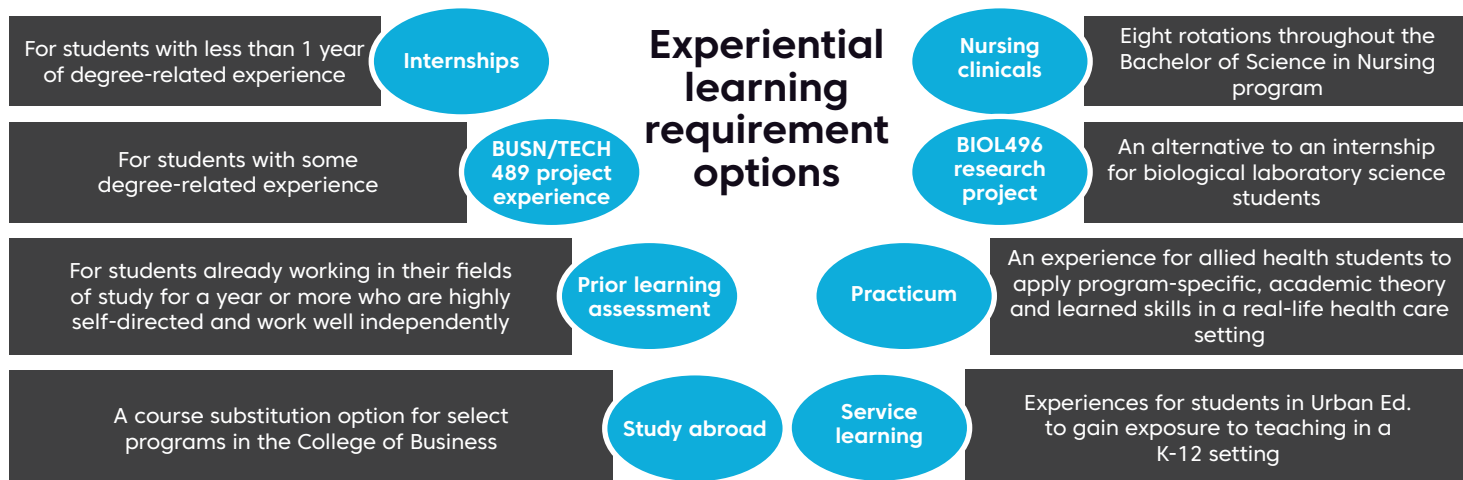 Experiential
learning
requirement
options
For students with less than 1 year
of degree-related experience
Internships
For students with some
degree-related experience
BUSN/TECH
489 project
experience
For students already working in their fields
of study for a year or more who are highly
self-directed and work well independently
Prior learning
assessment
A course substitution option for select
programs in the College of Business
Study abroad
Nursing
clinicals
Eight rotations throughout the
Bachelor of Science in Nursing
program
BIOL496
research
project
An alternative to an internship
for biological laboratory science
students
Practicum
An experience for allied health students to
apply program-specific, academic theory
and learned skills in a real-life health care
setting
Service
learning
Experiences for students in Urban Ed.
to gain exposure to teaching in a
K-12 setting